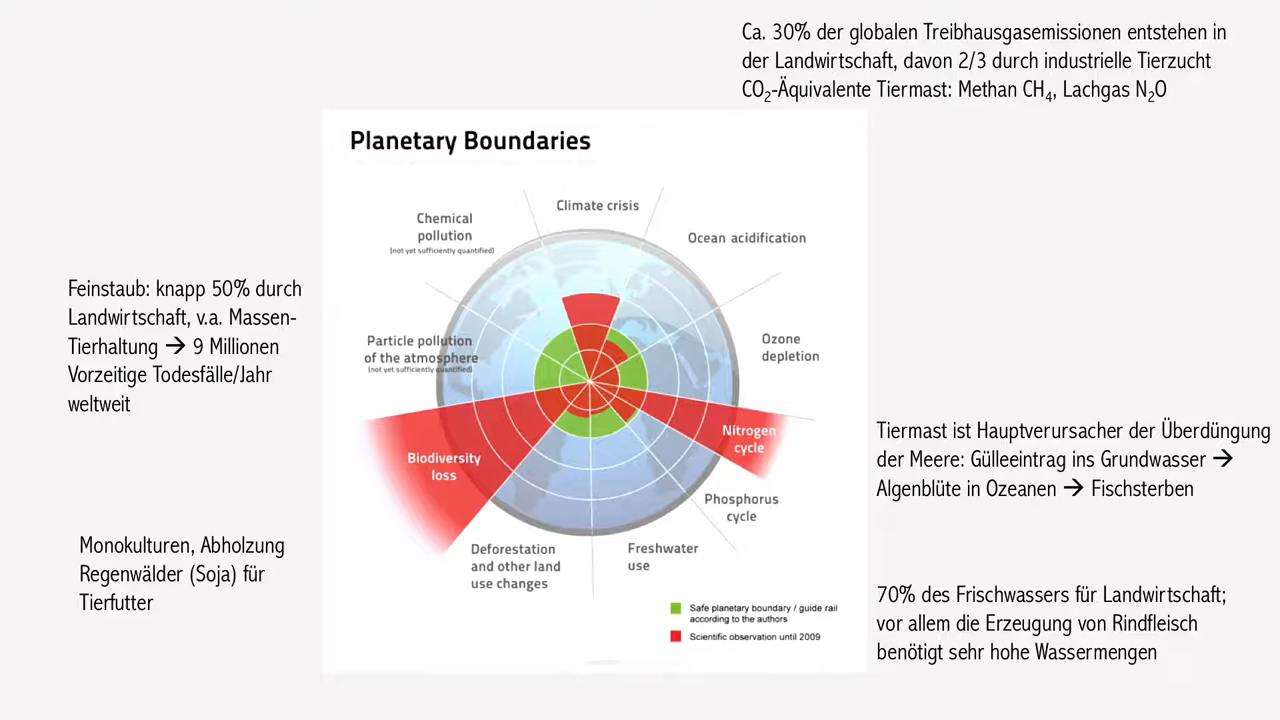 Ca. 30% der globalen Treibhausgasemissionen entstehen in
der Landwirtschaft, davon 2/3 durch industrielle Tierzucht
CO₂-Äquivalente Tiermast: Methan CH₄, Lachgas N₂O
Planetary Boundaries
Climate crisis
Chemical
pollution
(not yet sufficiently quantified)
Ocean acidification
Feinstaub: knapp 50% durch
Landwirtschaft, v.a. Massen-
Tierhaltung → 9 Millionen
Vorzeitige Todesfälle/Jahr
weltweit
Particle pollution
of the atmosphere
(not yet sufficiently quantified)
Ozone
depletion
Nitrogen
cycle
Biodiversity
loss
Tiermast ist Hauptverursacher der Überdüngung
der Meere: Gülleeintrag ins Grundwasser →
Algenblüte in Ozeanen → Fischsterben
Phosphorus
cycle
Monokulturen, Abholzung
Regenwälder (Soja) für
Tierfutter
Deforestation
and other land
use changes
Freshwater
use
70% des Frischwassers für Landwirtschaft;
vor allem die Erzeugung von Rindfleisch
benötigt sehr hohe Wassermengen
Safe planetary boundary / guide rail
according to the authors
Scientific observation until 2009